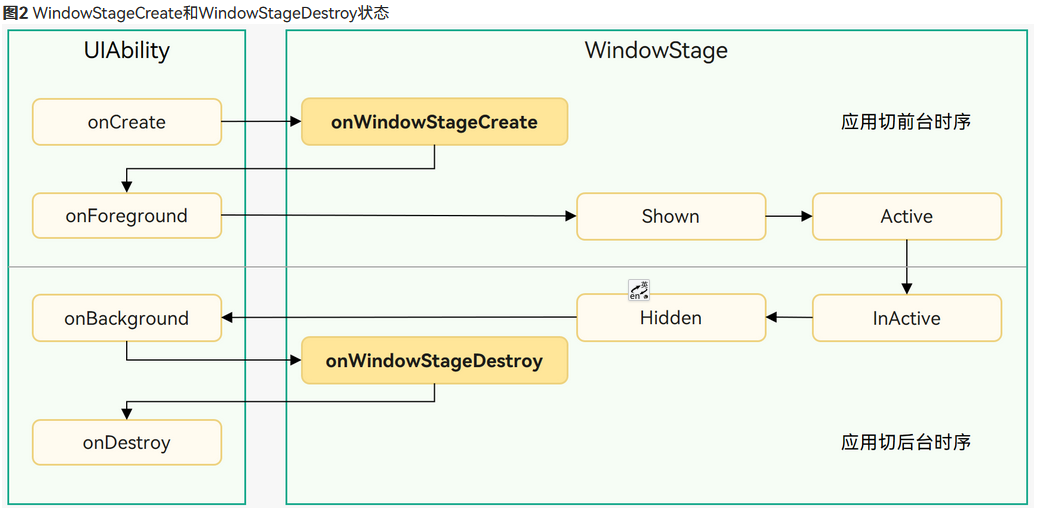 图2 WindowStageCreate和WindowStageDestroy状态
UIAbility
WindowStage
onCreate
onWindowStageCreate
应用切前台时序
onForeground
Shown
Active
onBackground
英
en
Hidden
InActive
onWindowStageDestroy
onDestroy
应用切后台时序